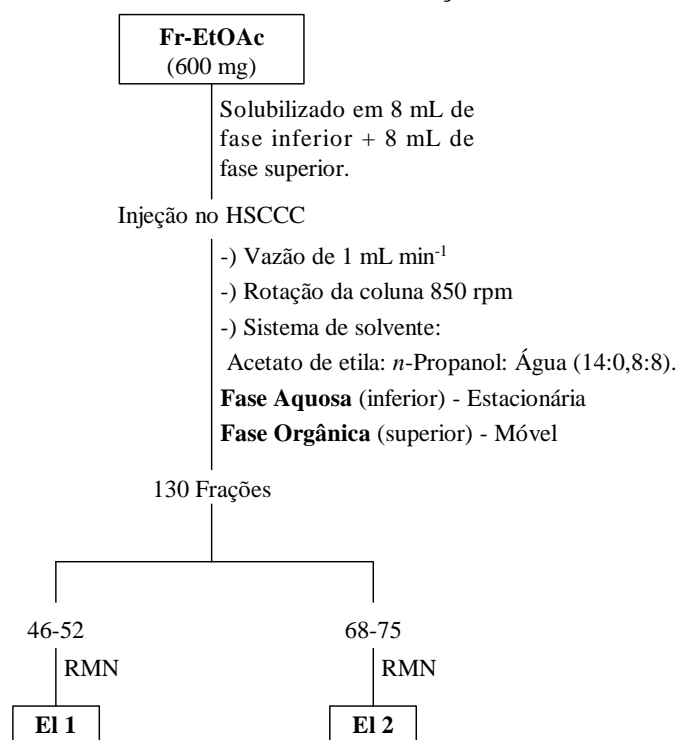 Fr-EtOAc
(600 mg)
Solubilizado em 8 mL de
fase inferior + 8 mL de
fase superior.
Injeção no HSCCC
-) Vazão de 1 mL min⁻¹
-) Rotação da coluna 850 rpm
-) Sistema de solvente:
Acetato de etila: n-Propanol: Água (14:0,8:8).
Fase Aquosa (inferior) - Estacionária
Fase Orgânica (superior) - Móvel
130 Frações
46-52
68-75
RMN
RMN
El 1
El 2